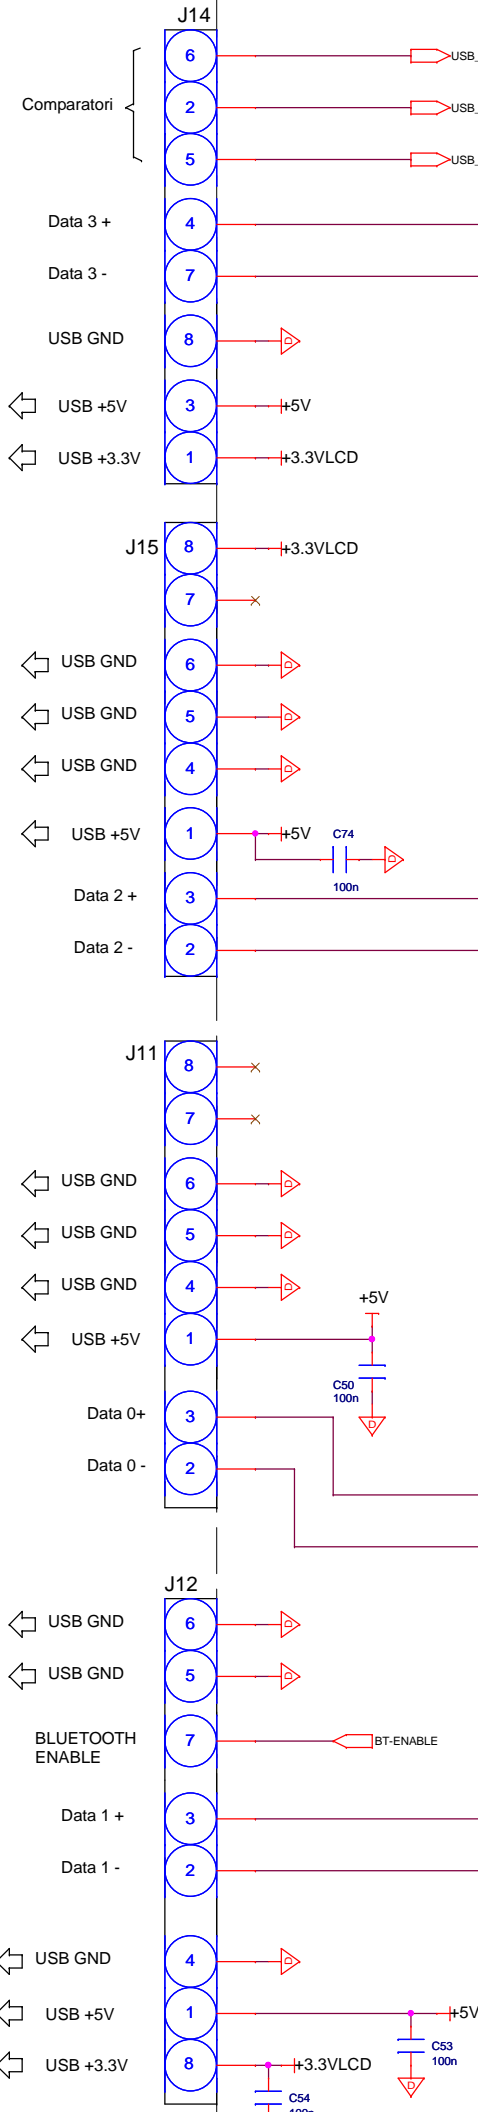 J14
6
USB_
Comparatori
2
USB_
5
USB_
Data 3 +
4
Data 3 -
7
USB GND
8
D
USB +5V
3
+5V
USB +3.3V
1
+3.3VLCD
J15
8
+3.3VLCD
7
USB GND
6
D
USB GND
5
D
USB GND
4
D
USB +5V
1
+5V
C74
D
100n
Data 2 +
3
Data 2 -
2
J11
8
7
USB GND
6
D
USB GND
5
D
USB GND
4
D
+5V
USB +5V
1
C50
100n
D
Data 0+
3
Data 0 -
2
J12
USB GND
6
D
USB GND
5
D
BLUETOOTH
ENABLE
7
BT-ENABLE
Data 1 +
3
Data 1 -
2
USB GND
4
D
USB +5V
1
+5V
C53
100n
D
USB +3.3V
8
+3.3VLCD
C54
100n